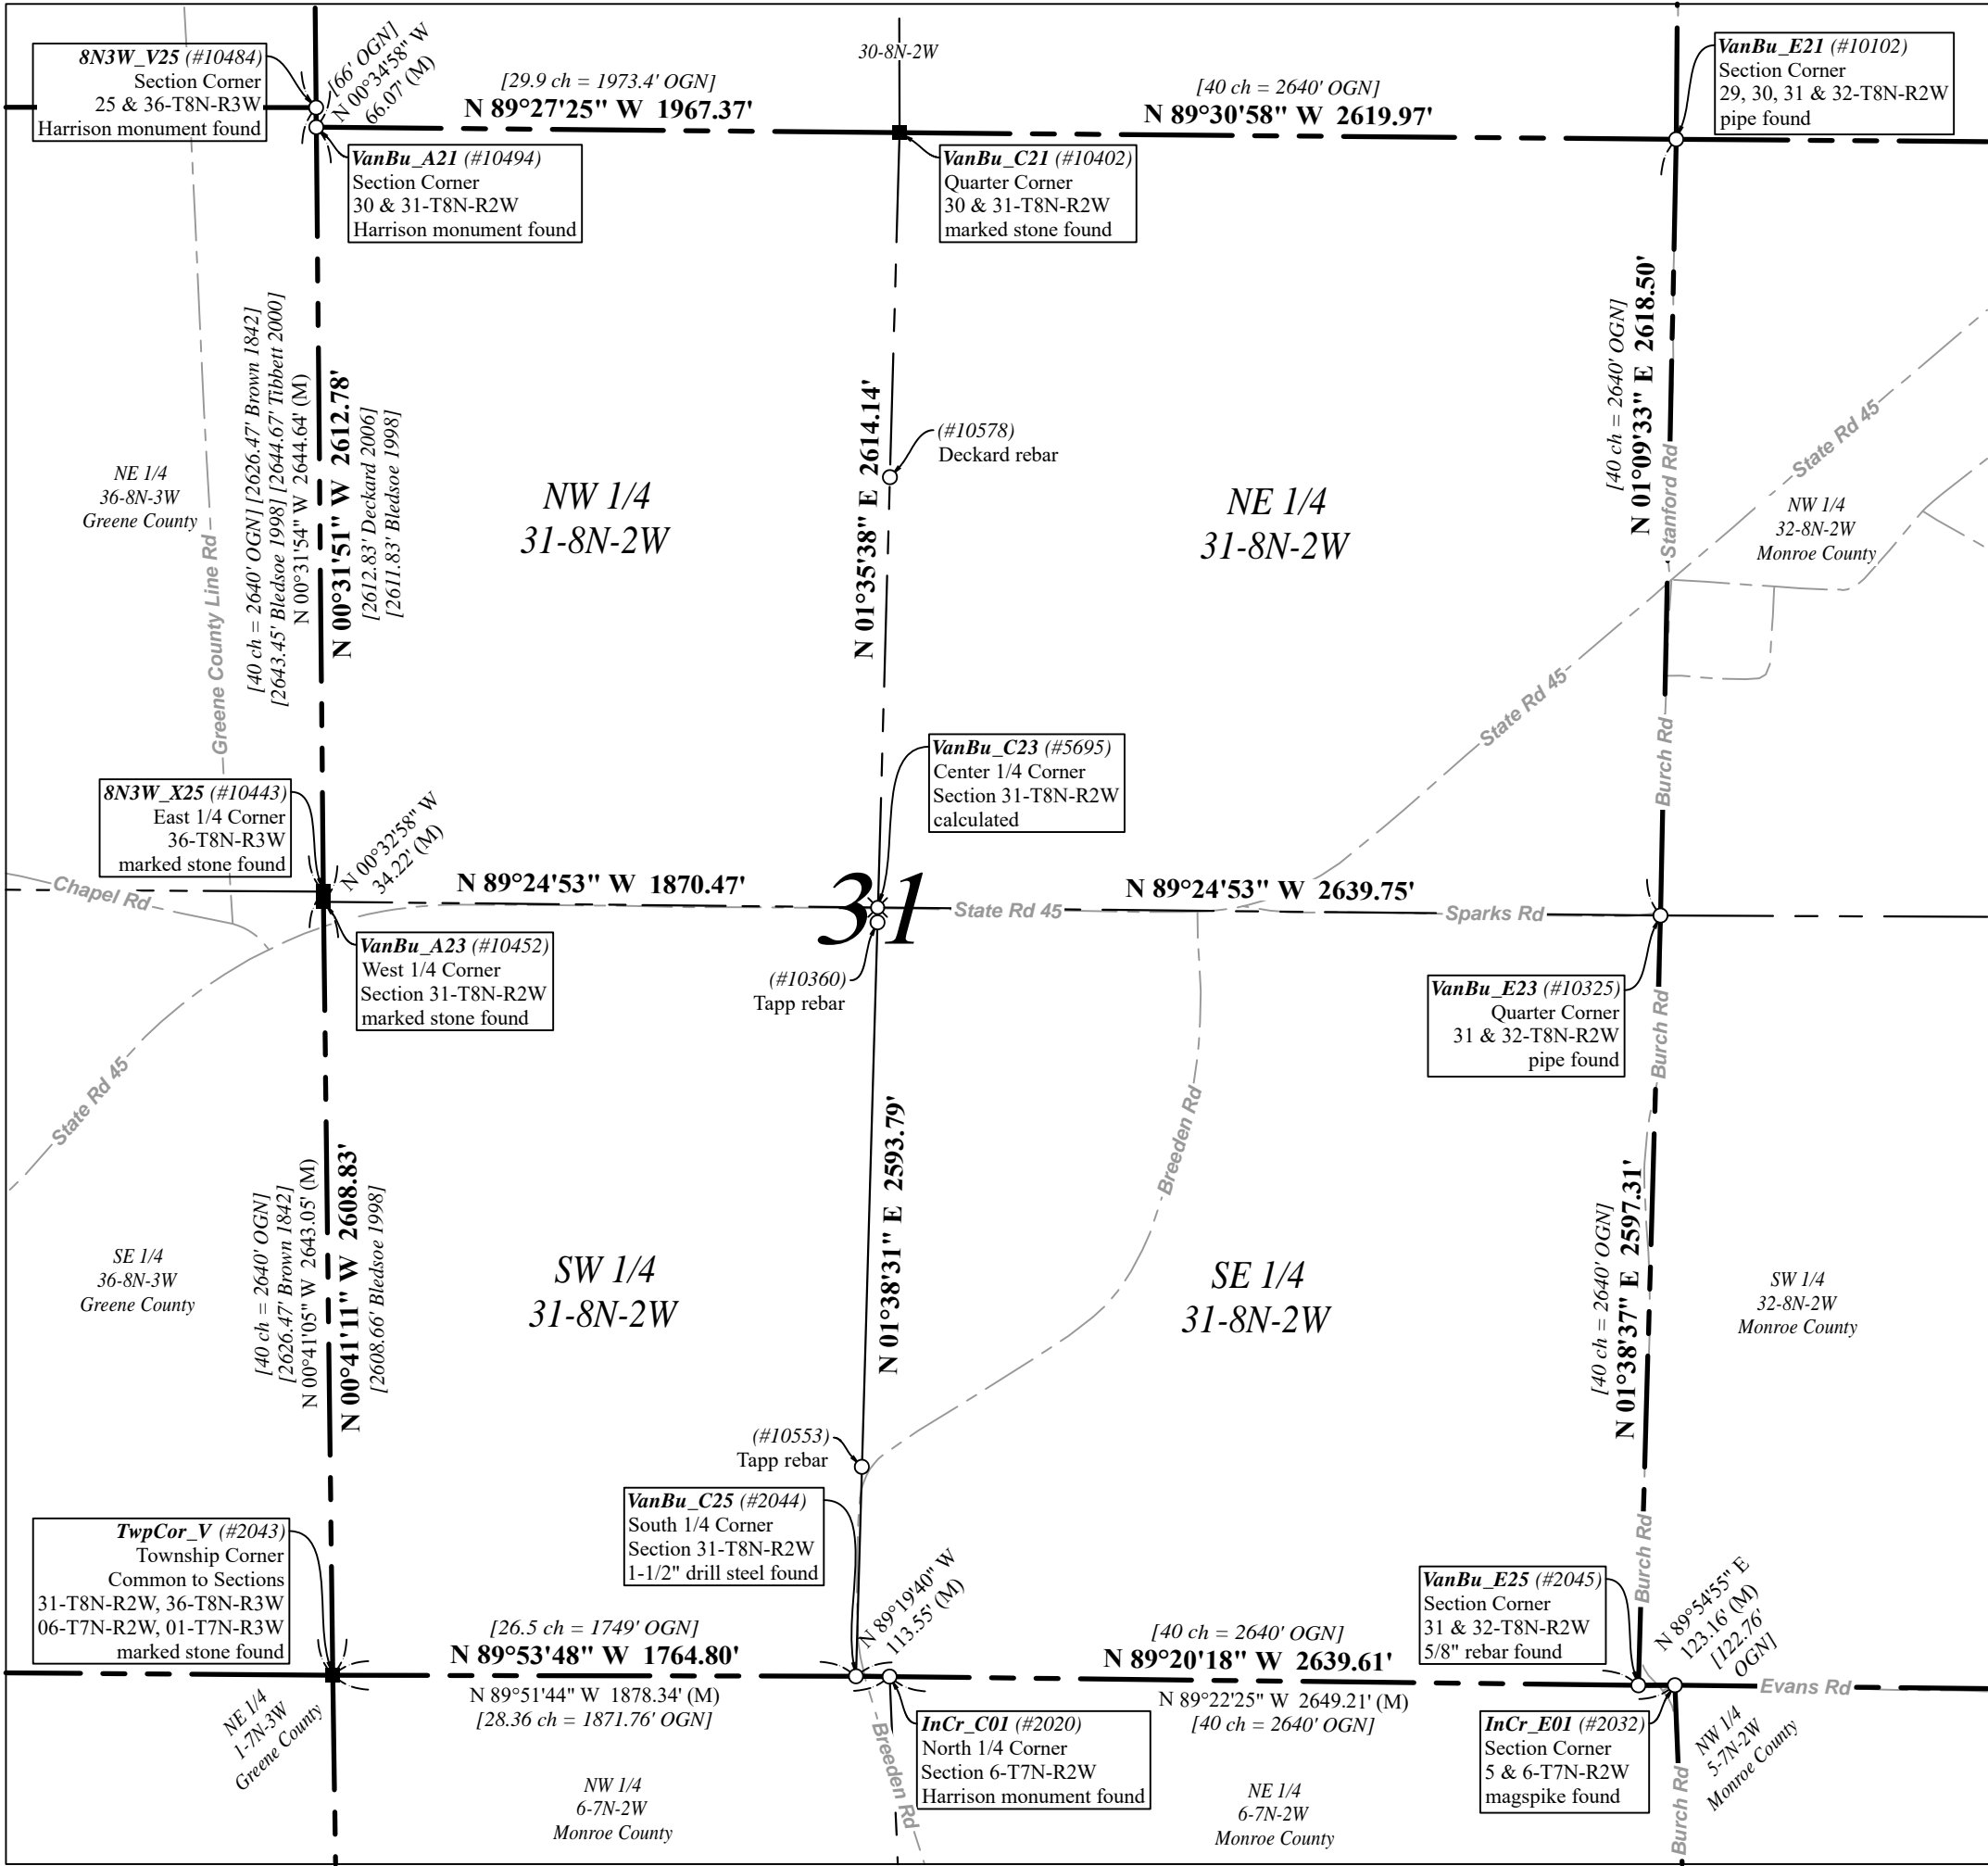 8N3W_V25 (#10484)
Section Corner
25 & 36-T8N-R3W
Harrison monument found
[66' OGN]
N 00°34'58" W
66.07' (M)
[29.9 ch = 1973.4' OGN]
N 89°27'25" W 1967.37'
30-8N-2W
[40 ch = 2640' OGN]
N 89°30'58" W 2619.97'
VanBu_E21 (#10102)
Section Corner
29, 30, 31 & 32-T8N-R2W
pipe found
VanBu_A21 (#10494)
Section Corner
30 & 31-T8N-R2W
Harrison monument found
VanBu_C21 (#10402)
Quarter Corner
30 & 31-T8N-R2W
marked stone found
NE 1/4
36-8N-3W
Greene County
Greene County Line Rd
[40 ch = 2640' OGN] [2626.47' Brown 1842]
[2643.45' Bledsoe 1998] [2644.67' Tibbett 2000]
N 00°31'54" W 2644.64' (M)
N 00°31'51" W 2612.78'
[2612.83' Deckard 2006]
[2611.83' Bledsoe 1998]
NW 1/4
31-8N-2W
N 01°35'38" E 2614.14'
(#10578)
Deckard rebar
NE 1/4
31-8N-2W
[40 ch = 2640' OGN]
N 01°09'33" E 2618.50'
Stanford Rd
State Rd 45
NW 1/4
32-8N-2W
Monroe County
State Rd 45
Burch Rd
8N3W_X25 (#10443)
East 1/4 Corner
36-T8N-R3W
marked stone found
VanBu_C23 (#5695)
Center 1/4 Corner
Section 31-T8N-R2W
calculated
Chapel Rd
N 00°32'58" W
34.22' (M)
N 89°24'53" W 1870.47'
31
State Rd 45
N 89°24'53" W 2639.75'
Sparks Rd
VanBu_A23 (#10452)
West 1/4 Corner
Section 31-T8N-R2W
marked stone found
(#10360)
Tapp rebar
VanBu_E23 (#10325)
Quarter Corner
31 & 32-T8N-R2W
pipe found
State Rd 45
Burch Rd
Breeden Rd
SE 1/4
36-8N-3W
Greene County
[40 ch = 2640' OGN]
[2626.47' Brown 1842]
N 00°41'05" W 2643.05' (M)
N 00°41'11" W 2608.83'
[2608.66' Bledsoe 1998]
SW 1/4
31-8N-2W
N 01°38'31" E 2593.79'
SE 1/4
31-8N-2W
[40 ch = 2640' OGN]
N 01°38'37" E 2597.31'
SW 1/4
32-8N-2W
Monroe County
(#10553)
Tapp rebar
VanBu_C25 (#2044)
South 1/4 Corner
Section 31-T8N-R2W
1-1/2" drill steel found
TwpCor_V (#2043)
Township Corner
Common to Sections
31-T8N-R2W, 36-T8N-R3W
06-T7N-R2W, 01-T7N-R3W
marked stone found
Burch Rd
VanBu_E25 (#2045)
Section Corner
31 & 32-T8N-R2W
5/8" rebar found
N 89°54'55" E
123.16' (M)
[122.76'
OGN]
[26.5 ch = 1749' OGN]
N 89°53'48" W 1764.80'
N 89°51'44" W 1878.34' (M)
[28.36 ch = 1871.76' OGN]
N 89°19'40" W
113.55' (M)
[40 ch = 2640' OGN]
N 89°20'18" W 2639.61'
N 89°22'25" W 2649.21' (M)
[40 ch = 2640' OGN]
Evans Rd
NE 1/4
1-7N-3W
Greene County
NW 1/4
6-7N-2W
Monroe County
Breeden Rd
InCr_C01 (#2020)
North 1/4 Corner
Section 6-T7N-R2W
Harrison monument found
NE 1/4
6-7N-2W
Monroe County
InCr_E01 (#2032)
Section Corner
5 & 6-T7N-R2W
magspike found
Burch Rd
NW 1/4
5-7N-2W
Monroe County